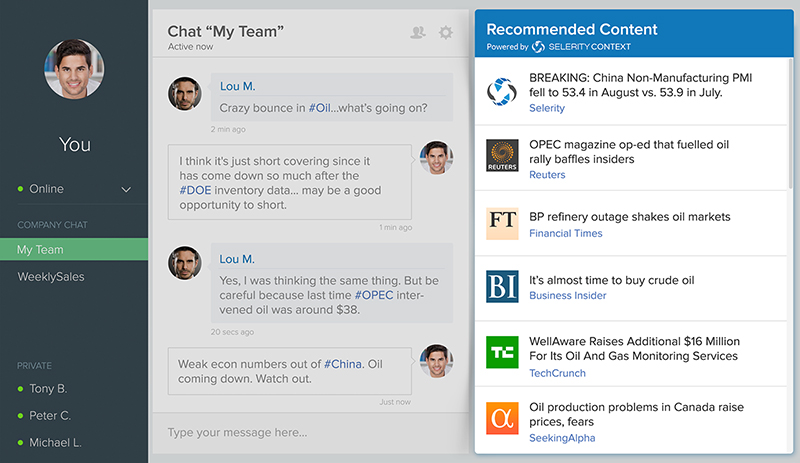 You
Online
COMPANY CHAT
My Team
WeeklySales
PRIVATE
Tony B.
Peter C.
Michael L.
Chat “My Team”
Active now
Lou M.
Crazy bounce in #Oil...what’s going on?
2 min ago
I think it’s just short covering since it
has come down so much after the
#DOE inventory data... may be a good
opportunity to short.
1 min ago
Lou M.
Yes, I was thinking the same thing. But be
careful because last time #OPEC inter-
vened oil was around $38.
20 secs ago
Weak econ numbers out of #China. Oil
coming down. Watch out.
Just now
Type your message here...
Recommended Content
Powered by SELERITY CONTEXT
BREAKING: China Non-Manufacturing PMI
fell to 53.4 in August vs. 53.9 in July.
Selerity
REUTERS
OPEC magazine op-ed that fuelled oil
rally baffles insiders
Reuters
FT
BP refinery outage shakes oil markets
Financial Times
BI
It’s almost time to buy crude oil
Business Insider
TC
WellAware Raises Additional $16 Million
For Its Oil And Gas Monitoring Services
TechCrunch
α
Oil production problems in Canada raise
prices, fears
SeekingAlpha